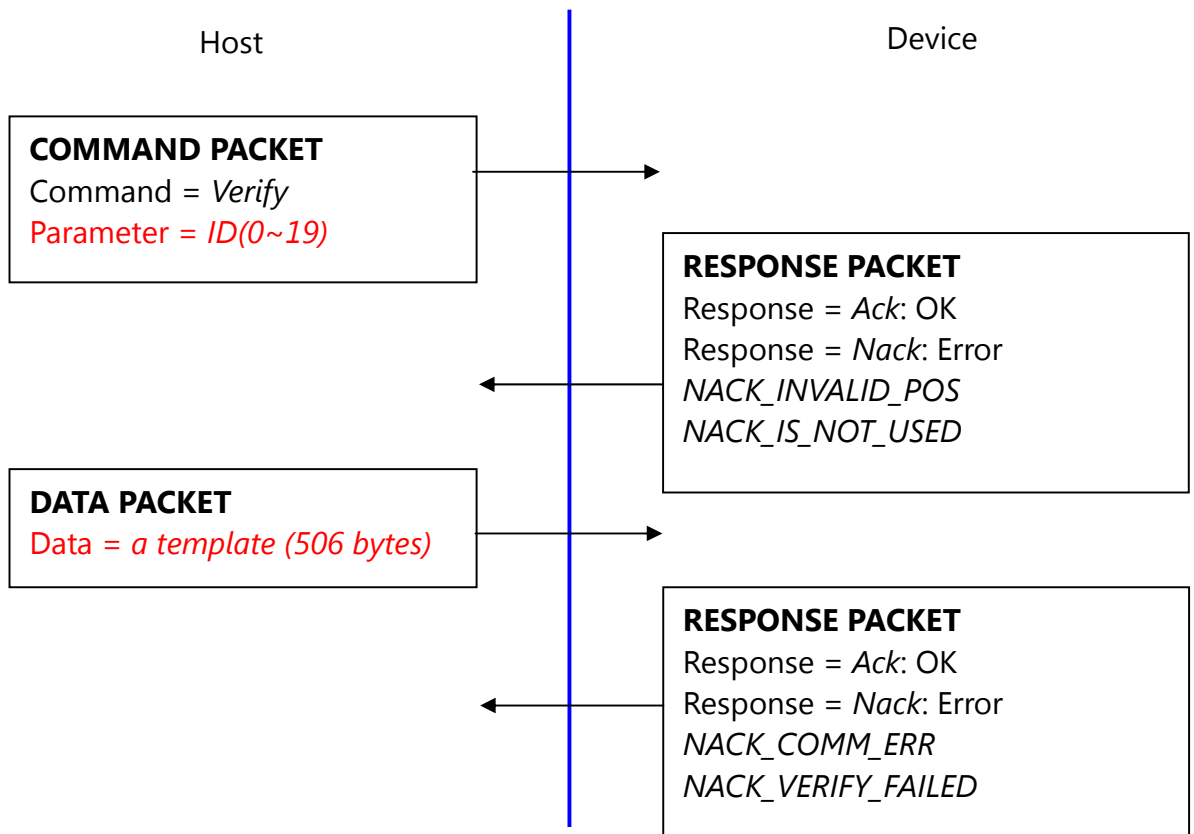 Host
Device
COMMAND PACKET
Command = Verify
Parameter = ID(0~19)
RESPONSE PACKET
Response = Ack: OK
Response = Nack: Error
NACK_INVALID_POS
NACK_IS_NOT_USED
DATA PACKET
Data = a template (506 bytes)
RESPONSE PACKET
Response = Ack: OK
Response = Nack: Error
NACK_COMM_ERR
NACK_VERIFY_FAILED